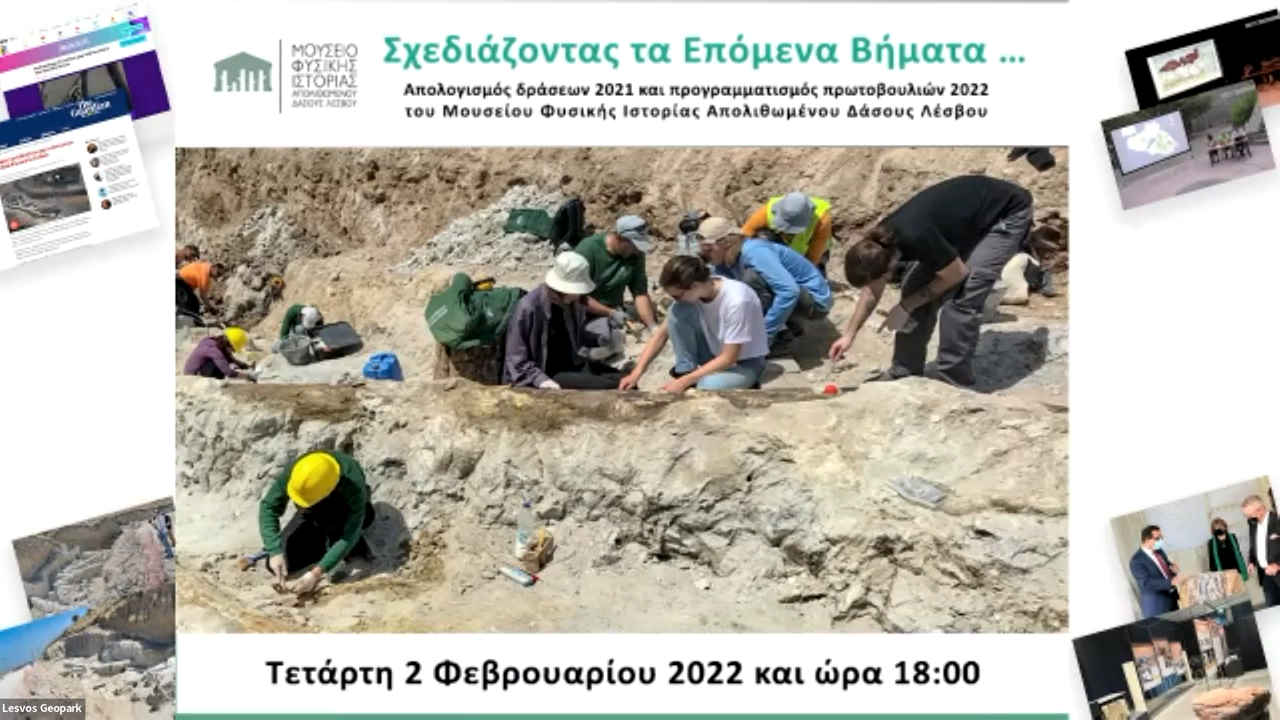 ΜΟΥΣΕΙΟ
ΦΥΣΙΚΗΣ
ΙΣΤΟΡΙΑΣ
ΑΠΟΛΙΘΩΜΕΝΟΥ
ΔΑΣΟΥΣ ΛΕΣΒΟΥ
Σχεδιάζοντας τα Επόμενα Βήματα ...
Απολογισμός δράσεων 2021 και προγραμματισμός πρωτοβουλιών 2022
του Μουσείου Φυσικής Ιστορίας Απολιθωμένου Δάσους Λέσβου
Τετάρτη 2 Φεβρουαρίου 2022 και ώρα 18:00
Lesvos Geopark